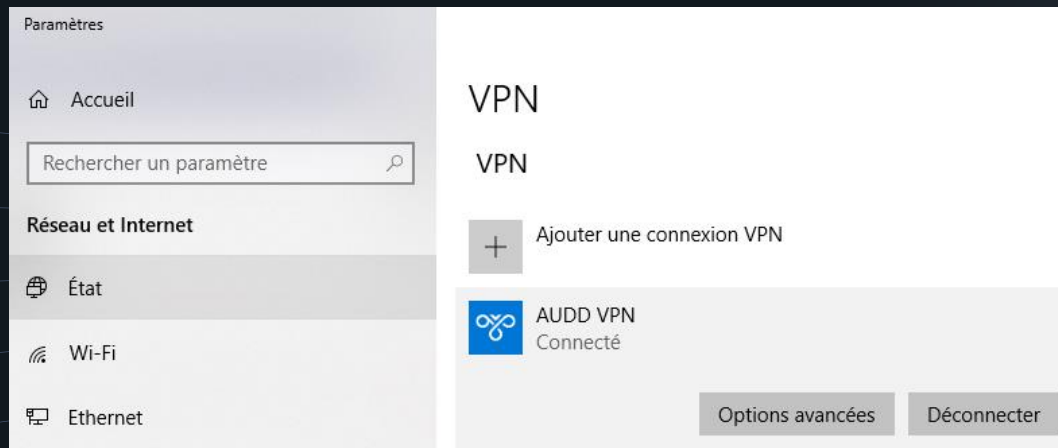 Paramètres
Accueil
Rechercher un paramètre
Réseau et Internet
État
Wi-Fi
Ethernet
VPN
VPN
Ajouter une connexion VPN
AUDD VPN
Connecté
Options avancées
Déconnecter